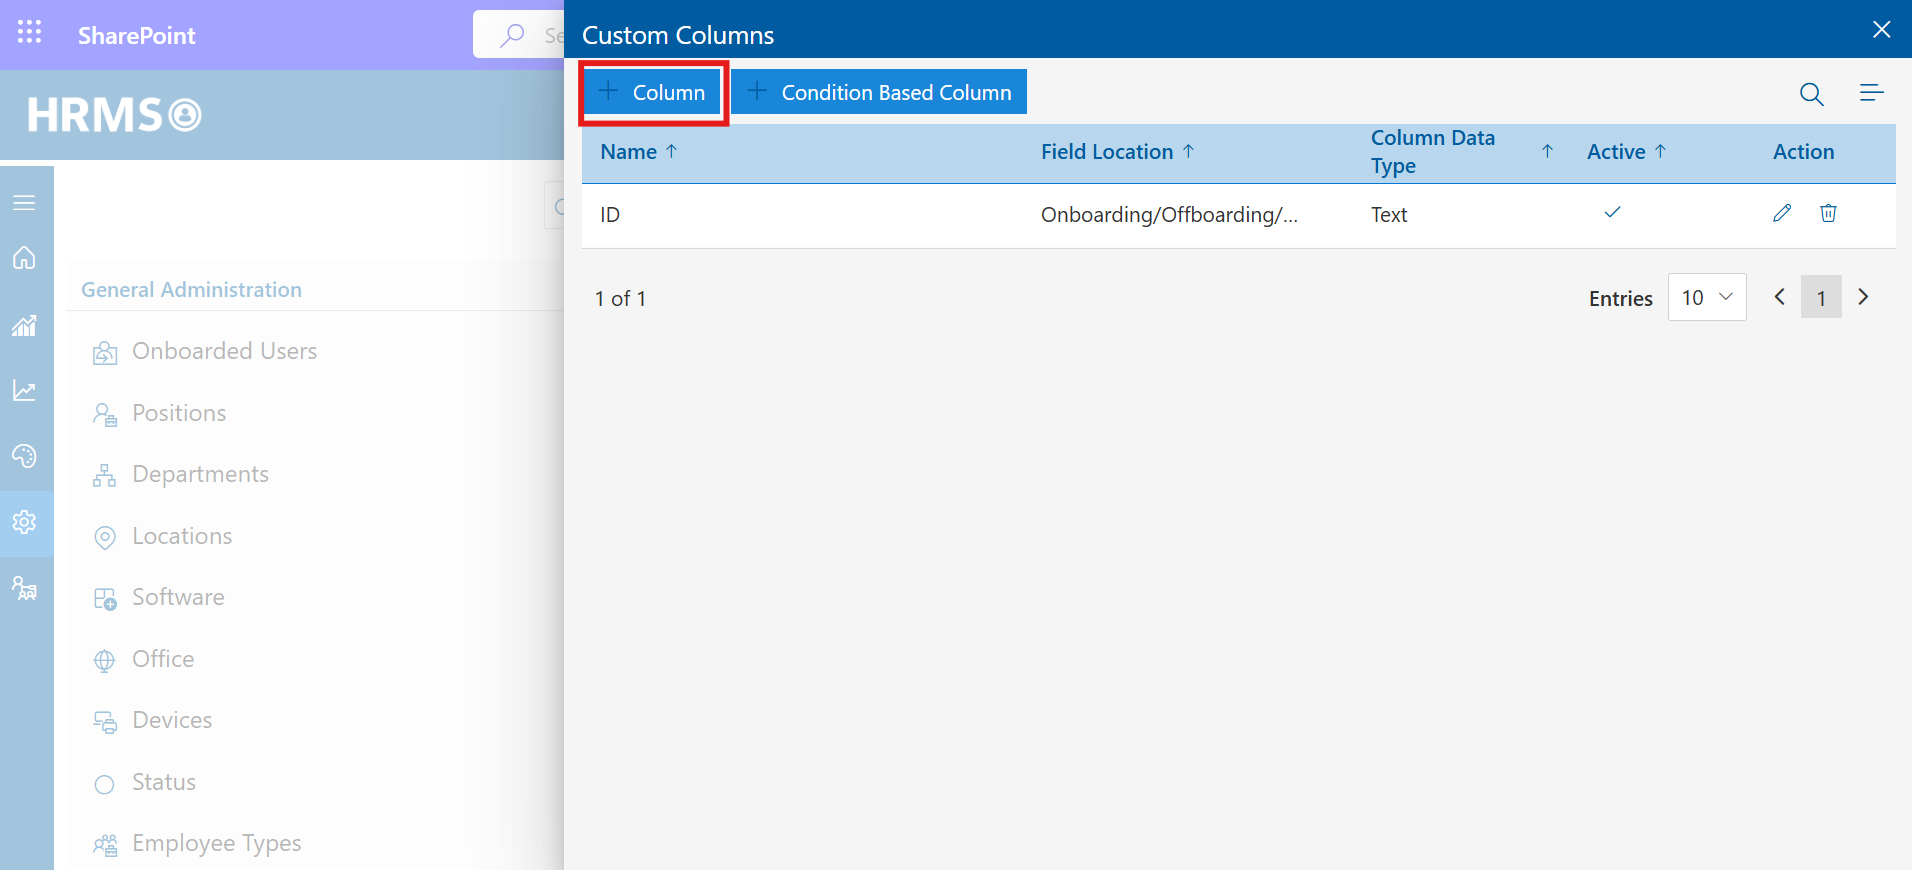 SharePoint
Se
Custom Columns
HRMS
Column
Condition Based Column
Name
Field Location
Column Data
Type
Active
Action
ID
Onboarding/Offboarding/...
Text
1 of 1
Entries
10
1
General Administration
Onboarded Users
Positions
Departments
Locations
Software
Office
Devices
Status
Employee Types